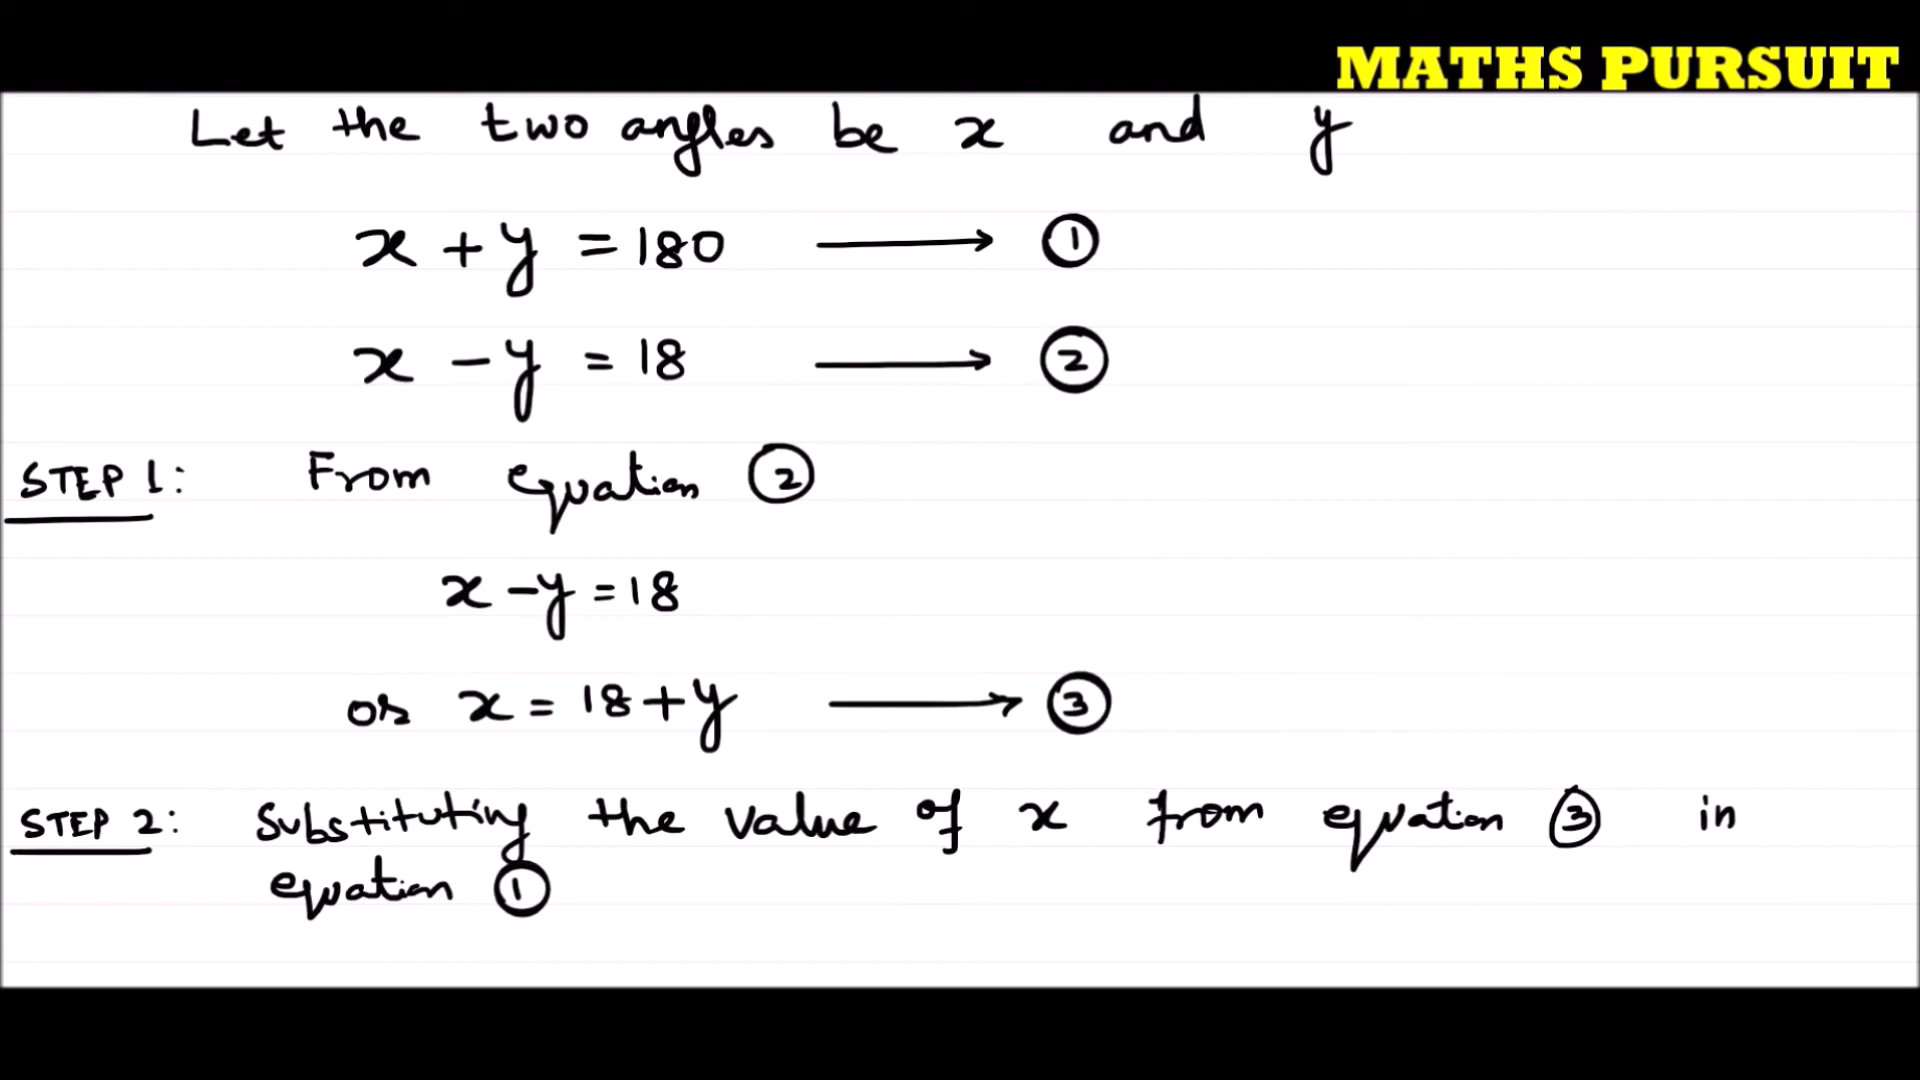 MATHS PURSUIT
Let the two angles be x and y
x + y = 180 ⟶ ①
x - y = 18 ⟶ ②
STEP 1: From equation ②
x - y = 18
or x = 18 + y ⟶ ③
STEP 2: Substituting the value of x from equation ③ in
equation ①